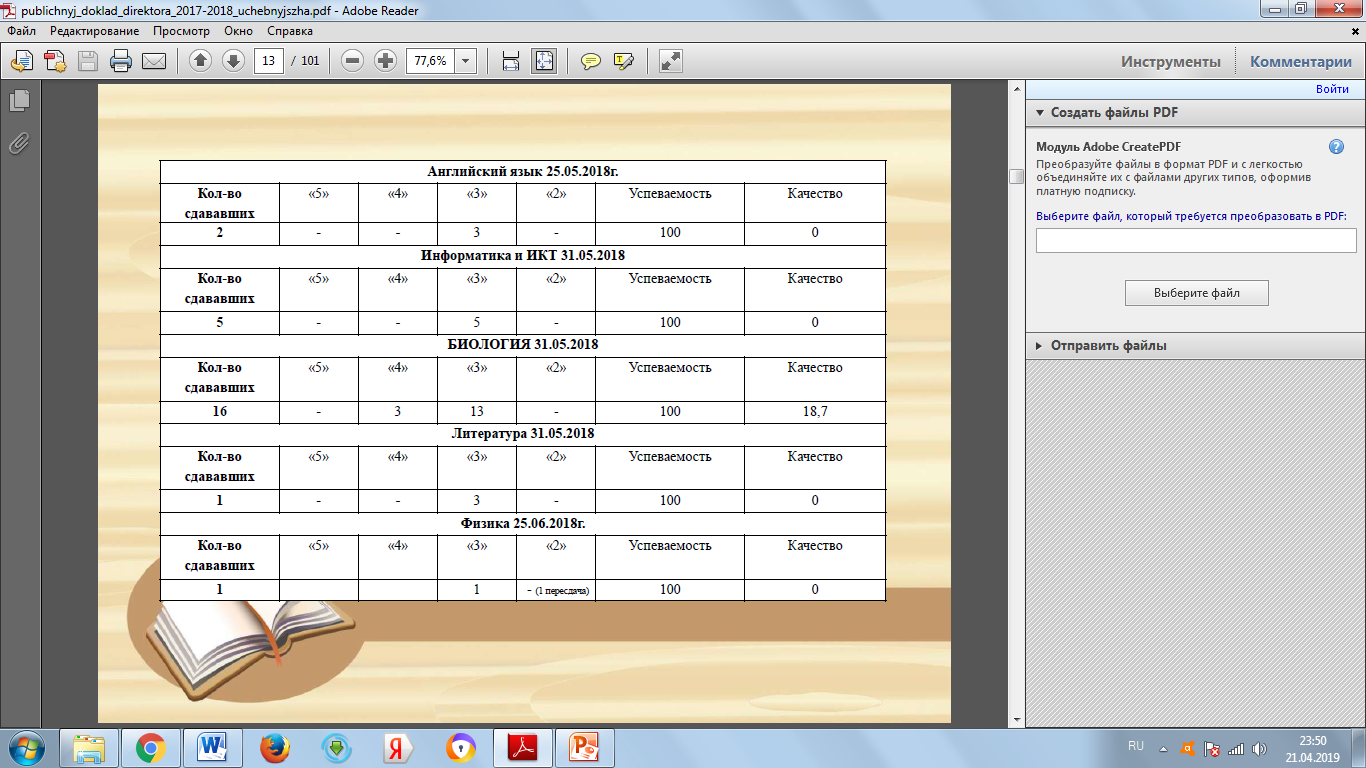 publichnyj_doklad_direktora_2017-2018_uchebnyjszha.pdf - Adobe Reader
Файл Редактирование Просмотр Окно Справка
13 / 101 77,6% Инструменты Комментарии
Войти
Создать файлы PDF
Модуль Adobe CreatePDF
Преобразуйте файлы в формат PDF и с легкостью
объединяйте их с файлами других типов, оформив
платную подписку.
Выберите файл, который требуется преобразовать в PDF:
Выберите файл
Отправить файлы
Английский язык 25.05.2018г.
Кол-во сдававших «5» «4» «3» «2» Успеваемость Качество
2 - - 3 - 100 0
Информатика и ИКТ 31.05.2018
Кол-во сдававших «5» «4» «3» «2» Успеваемость Качество
5 - - 5 - 100 0
БИОЛОГИЯ 31.05.2018
Кол-во сдававших «5» «4» «3» «2» Успеваемость Качество
16 - 3 13 - 100 18,7
Литература 31.05.2018
Кол-во сдававших «5» «4» «3» «2» Успеваемость Качество
1 - - 3 - 100 0
Физика 25.06.2018г.
Кол-во сдававших «5» «4» «3» «2» Успеваемость Качество
1 1 - (1 пересдача) 100 0
RU 23:50
21.04.2019